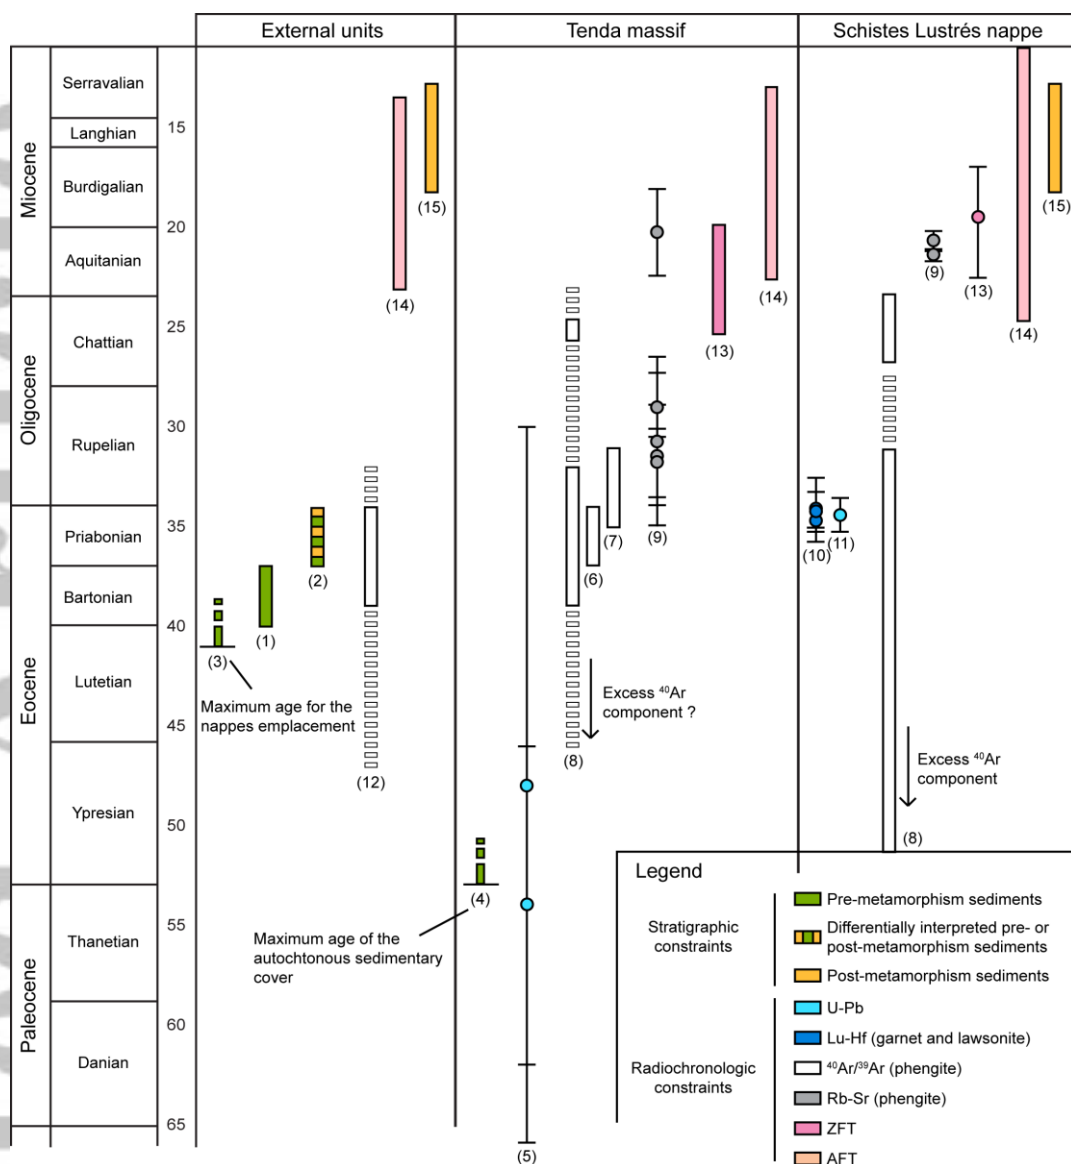 External units
Tenda massif
Schistes Lustrés nappe
Miocene
Serravalian
Langhian
Burdigalian
Aquitanian
Oligocene
Chattian
Rupelian
Eocene
Priabonian
Bartonian
Lutetian
Ypresian
Paleocene
Thanetian
Danian
15
20
25
30
35
40
45
50
55
60
65
(14)
(15)
(2)
(1)
(3)
Maximum age for the
nappes emplacement
(12)
(14)
(13)
(9)
(7)
(6)
Excess ⁴⁰Ar
component ?
(8)
(4)
Maximum age of the
autochtonous sedimentary
cover
(5)
(15)
(9)
(13)
(14)
(10)
(11)
Excess ⁴⁰Ar
component
(8)
Legend
Stratigraphic
constraints
Pre-metamorphism sediments
Differentially interpreted pre- or
post-metamorphism sediments
Post-metamorphism sediments
Radiochronologic
constraints
U-Pb
Lu-Hf (garnet and lawsonite)
⁴⁰Ar/³⁹Ar (phengite)
Rb-Sr (phengite)
ZFT
AFT